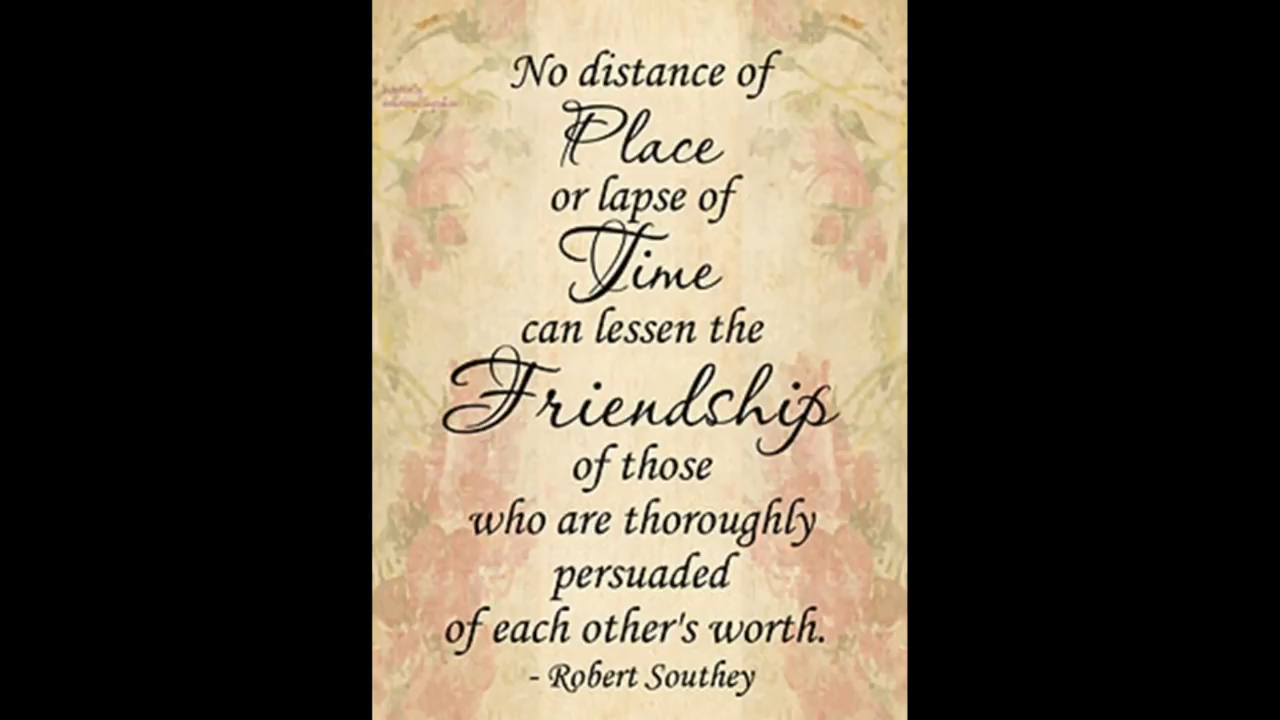 No distance of
Place
or lapse of
Time
can lessen the
Friendship
of those
who are thoroughly
persuaded
of each other's worth.
- Robert Southey